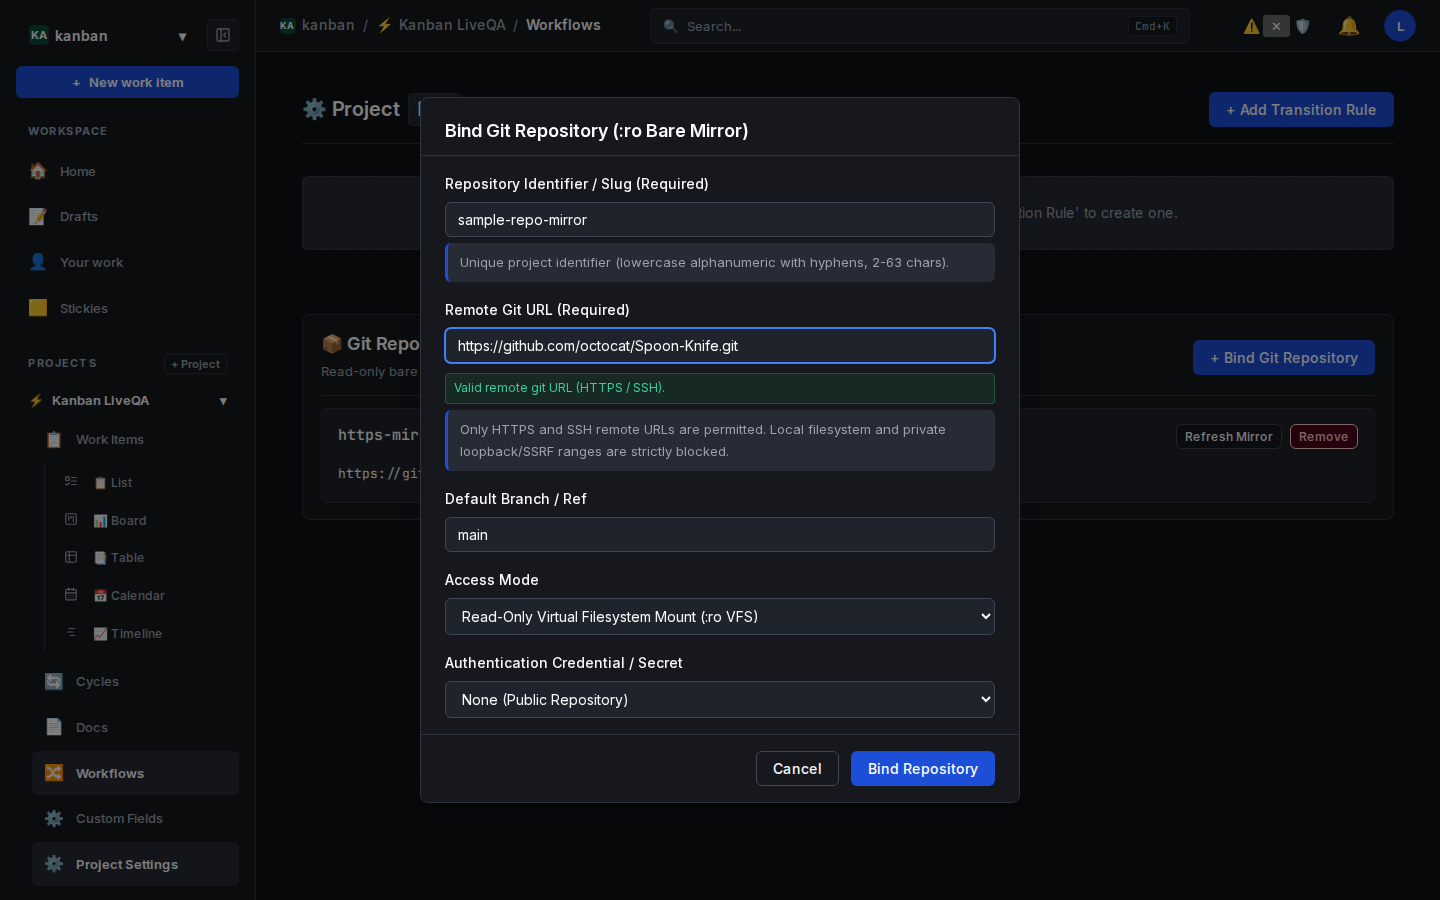 KA kanban ▾
+ New work item
WORKSPACE
Home
Drafts
Your work
Stickies
PROJECTS
+ Project
Kanban LiveQA ▾
Work Items
List
Board
Table
Calendar
Timeline
Cycles
Docs
Workflows
Custom Fields
Project Settings
KA kanban / ⚡ Kanban LiveQA / Workflows
Search...
Cmd+K
L
Project
+ Add Transition Rule
Rule' to create one.
Git Repo
Read-only bare
+ Bind Git Repository
https-mir
Refresh Mirror
Remove
https://git
Bind Git Repository (:ro Bare Mirror)
Repository Identifier / Slug (Required)
sample-repo-mirror
Unique project identifier (lowercase alphanumeric with hyphens, 2-63 chars).
Remote Git URL (Required)
https://github.com/octocat/Spoon-Knife.git
Valid remote git URL (HTTPS / SSH).
Only HTTPS and SSH remote URLs are permitted. Local filesystem and private
loopback/SSRF ranges are strictly blocked.
Default Branch / Ref
main
Access Mode
Read-Only Virtual Filesystem Mount (:ro VFS)
Authentication Credential / Secret
None (Public Repository)
Cancel
Bind Repository